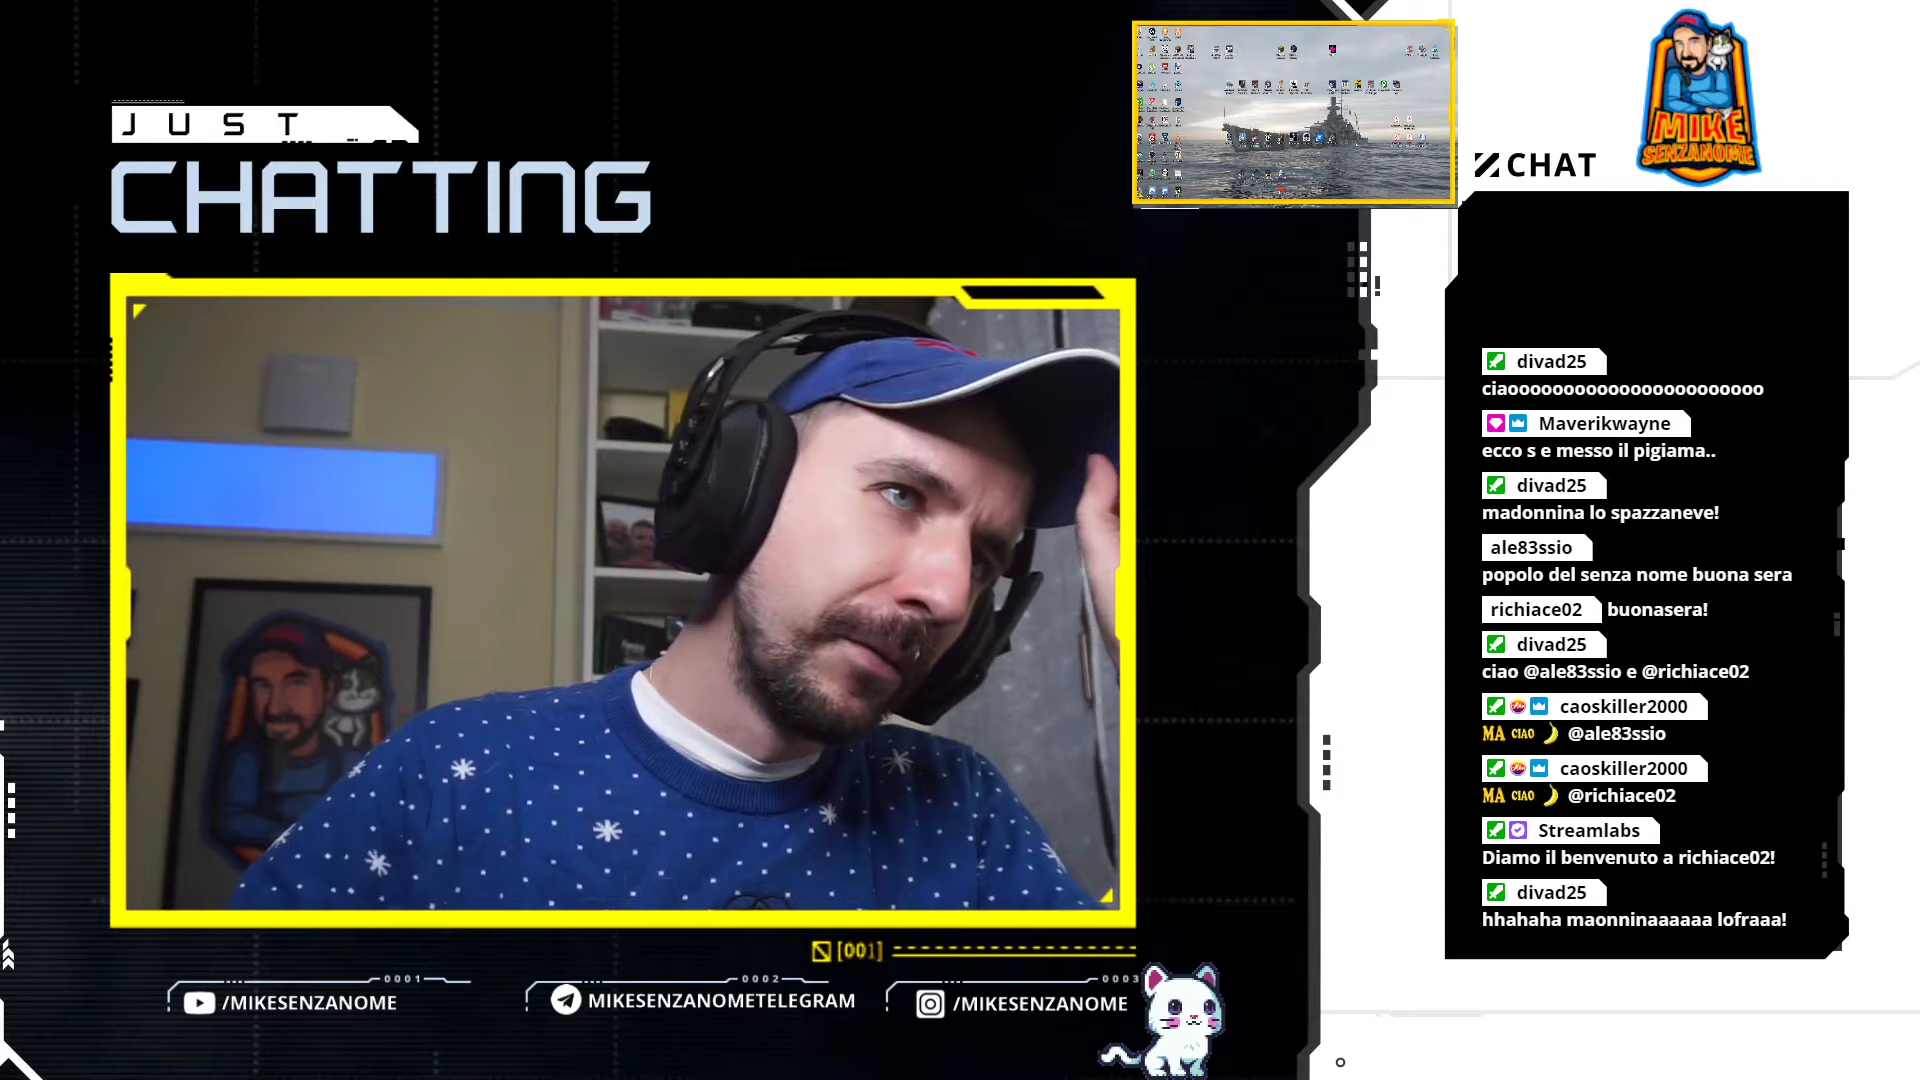 JUST
CHATTING
MIKE
SENZANOME
CHAT
divad25
ciaooooooooooooooooooooooo
Maverikwayne
ecco s e messo il pigiama..
divad25
madonnina lo spazzaneve!
ale83ssio
popolo del senza nome buona sera
richiace02 buonasera!
divad25
ciao @ale83ssio e @richiace02
caoskiller2000
MA CIAO @ale83ssio
caoskiller2000
MA CIAO @richiace02
Streamlabs
Diamo il benvenuto a richiace02!
divad25
hhahaha maonninaaaaaa lofraaa!
[001]
0001
/MIKESENZANOME
0002
MIKESENZANOMETELEGRAM
0003
/MIKESENZANOME